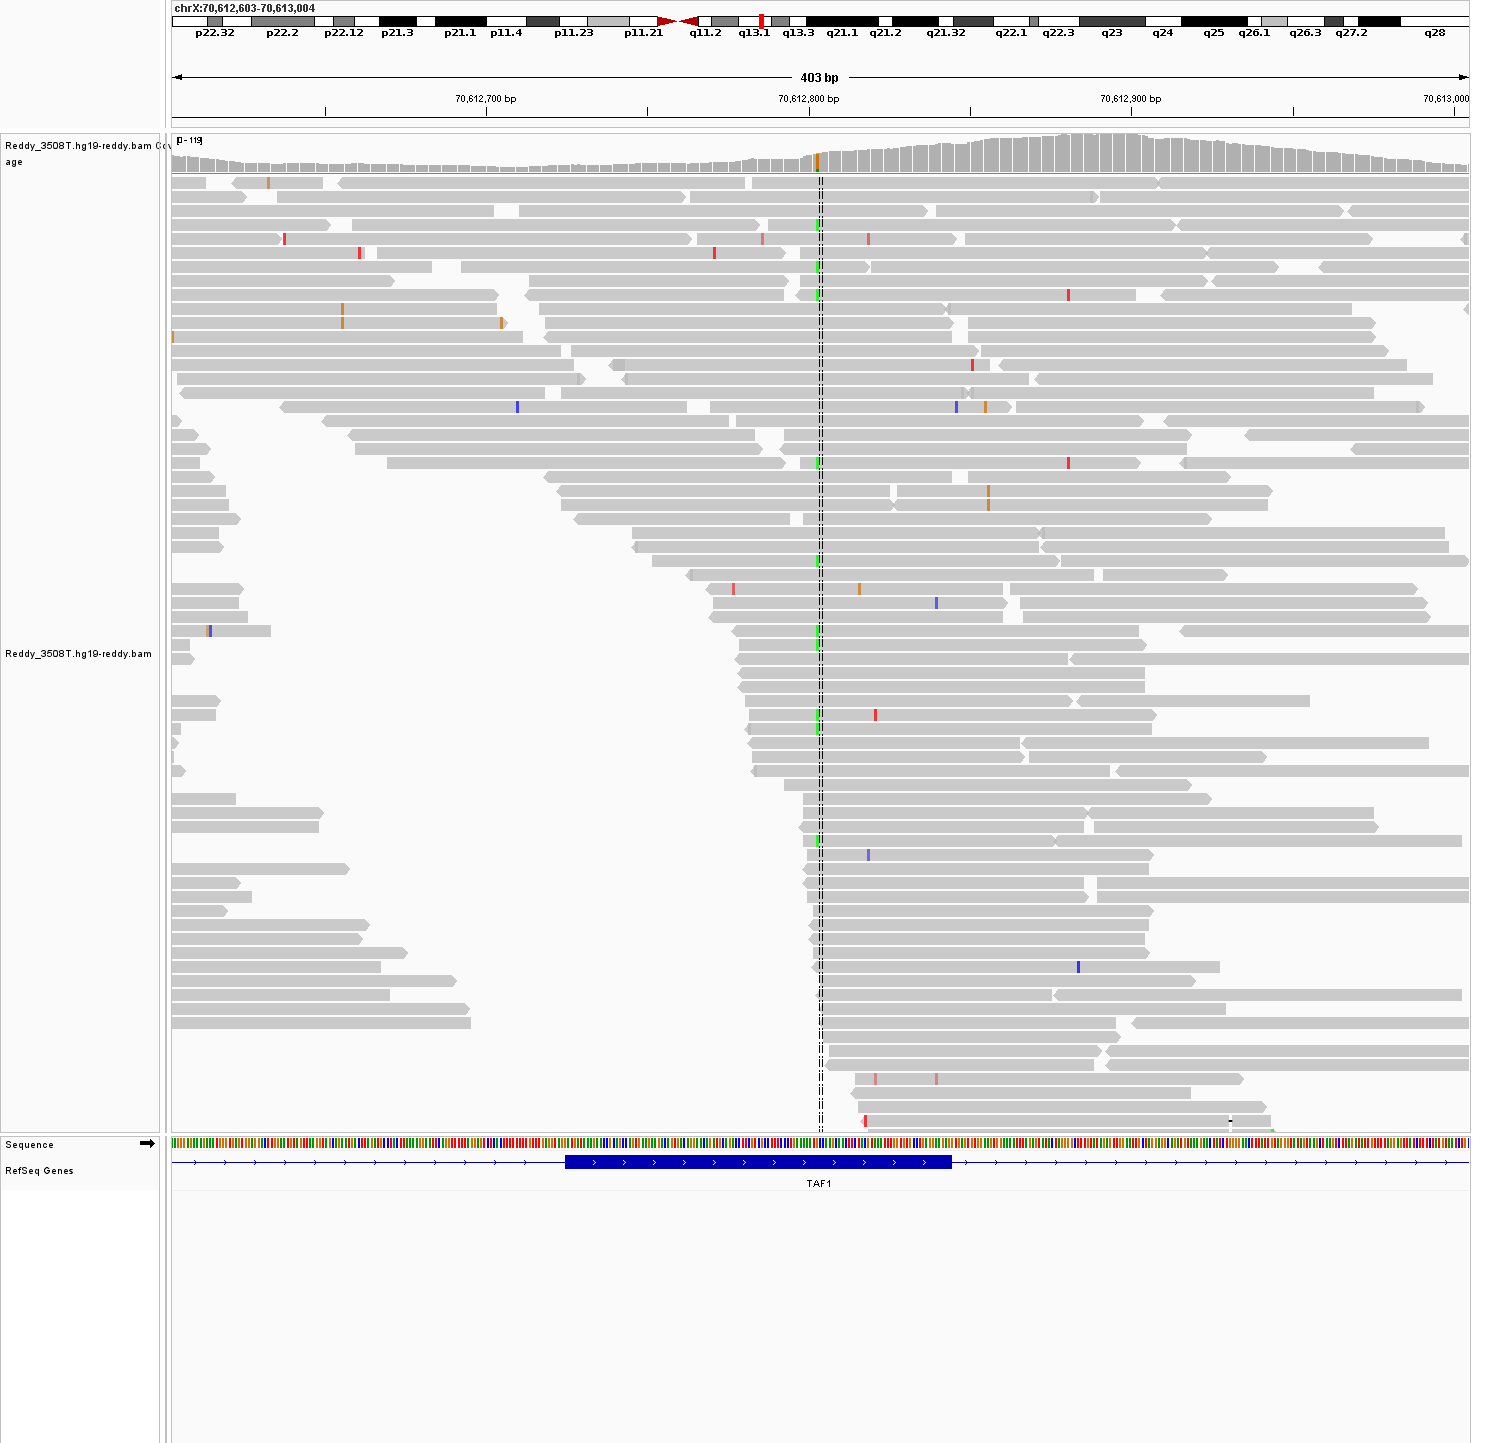 chrX:70,612,603-70,613,004
p22.32 p22.2 p22.12 p21.3 p21.1 p11.4 p11.23 p11.21 q11.2 q13.1 q13.3 q21.1 q21.2 q21.32 q22.1 q22.3 q23 q24 q25 q26.1 q26.3 q27.2 q28
403 bp
70,612,700 bp 70,612,800 bp 70,612,900 bp 70,613,000
[0 - 119]
Reddy_3508T.hg19-reddy.bam Cov
age
Reddy_3508T.hg19-reddy.bam
Sequence
RefSeq Genes
TAF1